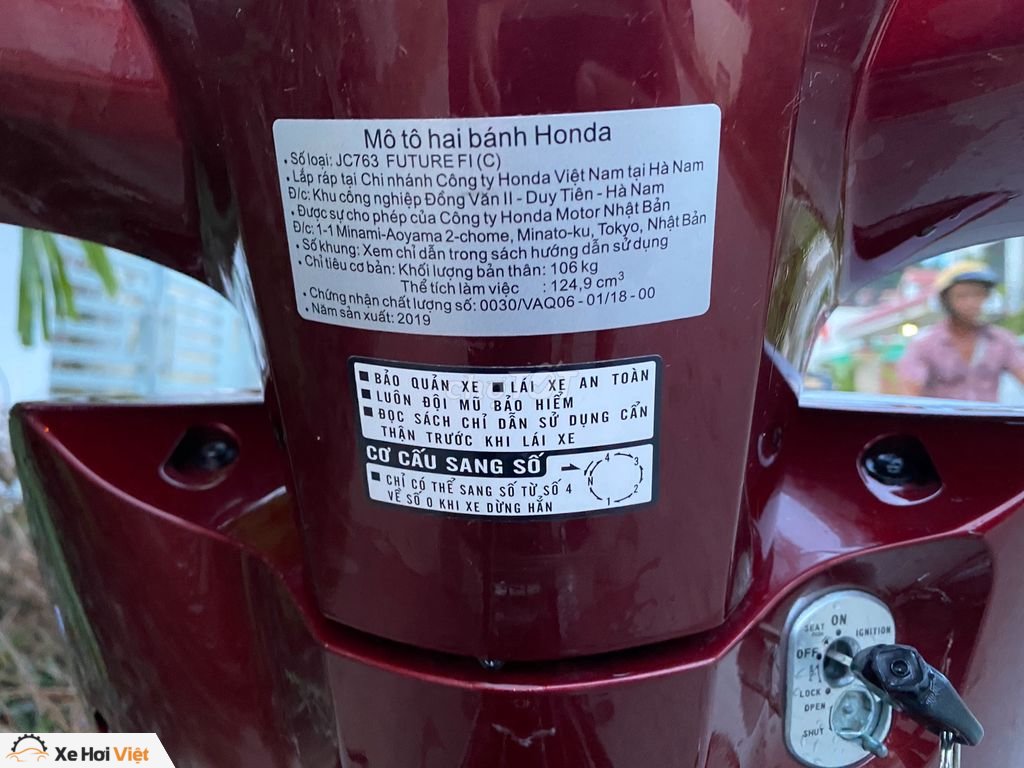 Mô tô hai bánh Honda
• Số loại: JC763 FUTURE FI (C)
• Lắp ráp tại Chi nhánh Công ty Honda Việt Nam tại Hà Nam
Đ/c: Khu công nghiệp Đồng Văn II - Duy Tiên - Hà Nam
• Được sự cho phép của Công ty Honda Motor Nhật Bản
Đ/c: 1-1 Minami-Aoyama 2-chome, Minato-ku, Tokyo, Nhật Bản
• Số khung: Xem chỉ dẫn trong sách hướng dẫn sử dụng
• Chỉ tiêu cơ bản: Khối lượng bản thân: 106 kg
Thể tích làm việc : 124,9 cm³
• Chứng nhận chất lượng số: 0030/VAQ06 - 01/18 - 00
• Năm sản xuất: 2019
■ BẢO QUẢN XE ■ LÁI XE AN TOÀN
■ LUÔN ĐỘI MŨ BẢO HIỂM
■ ĐỌC SÁCH CHỈ DẪN SỬ DỤNG CẨN
THẬN TRƯỚC KHI LÁI XE
CƠ CẤU SANG SỐ
■ CHỈ CÓ THỂ SANG SỐ TỪ SỐ 4
VỀ SỐ 0 KHI XE DỪNG HẲN
N 4 3 2 1
ON
SEAT
PUSH
IGNITION
OFF
LOCK
OPEN
SHUT
Xe Hơi Việt